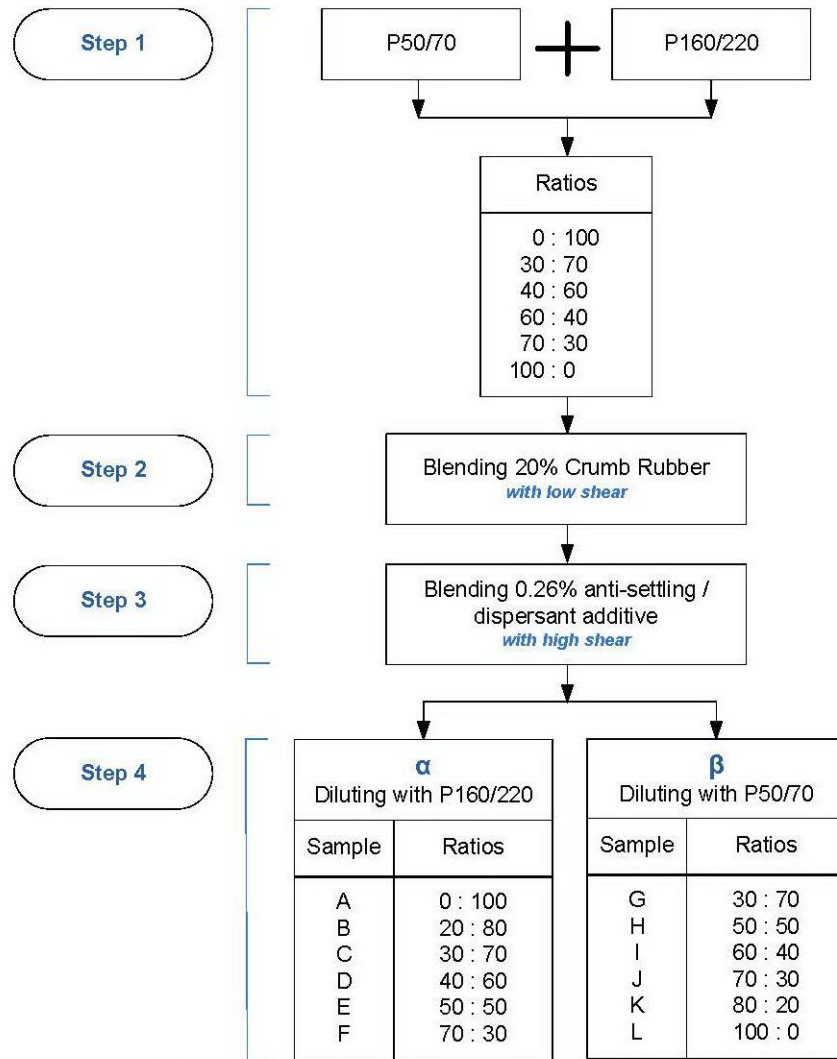 Step 1
P50/70
P160/220
Ratios
0 : 100
30 : 70
40 : 60
60 : 40
70 : 30
100 : 0
Step 2
Blending 20% Crumb Rubber
with low shear
Step 3
Blending 0.26% anti-settling /
dispersant additive
with high shear
Step 4
α
Diluting with P160/220
Sample Ratios
A 0 : 100
B 20 : 80
C 30 : 70
D 40 : 60
E 50 : 50
F 70 : 30
β
Diluting with P50/70
Sample Ratios
G 30 : 70
H 50 : 50
I 60 : 40
J 70 : 30
K 80 : 20
L 100 : 0